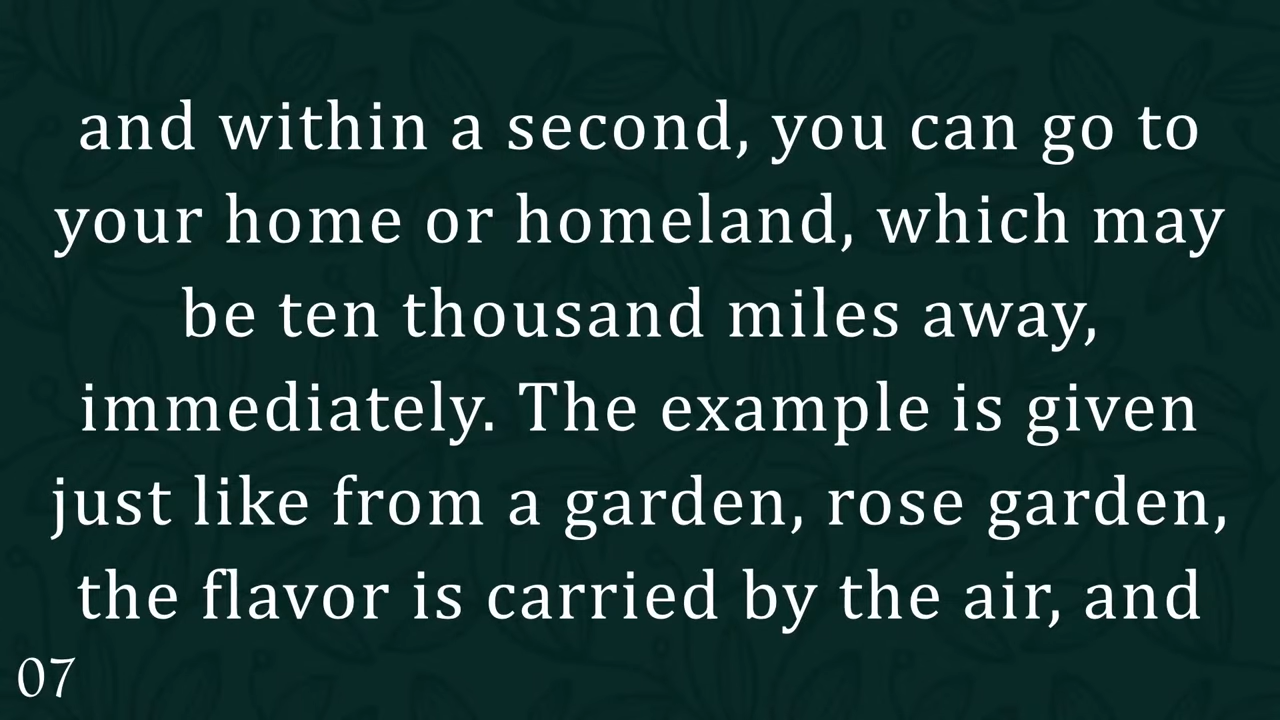 and within a second, you can go to
your home or homeland, which may
be ten thousand miles away,
immediately. The example is given
just like from a garden, rose garden,
the flavor is carried by the air, and
07